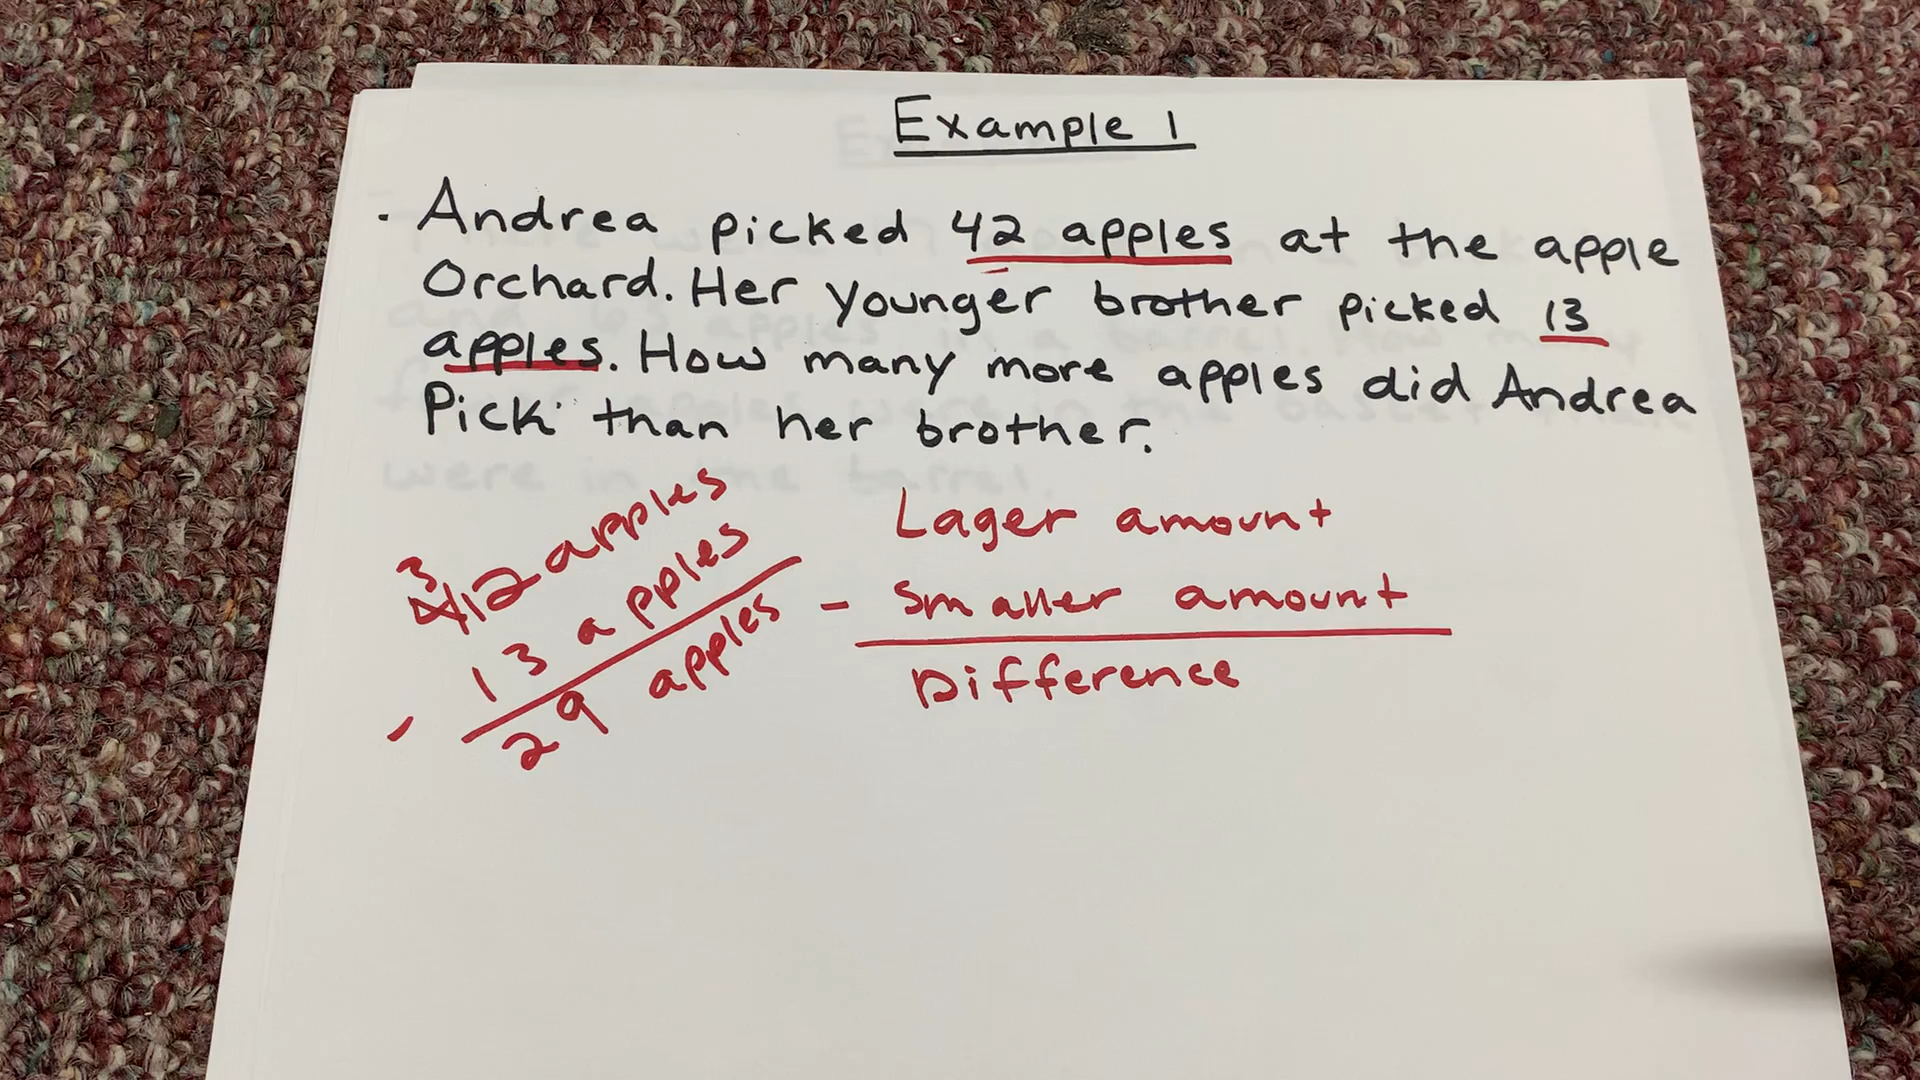 Example 1
· Andrea picked 42 apples at the apple
Orchard. Her younger brother picked 13
apples. How many more apples did Andrea
Pick than her brother.
3
412 apples
- 13 apples
29 apples
Lager amount
- Smaller amount
Difference